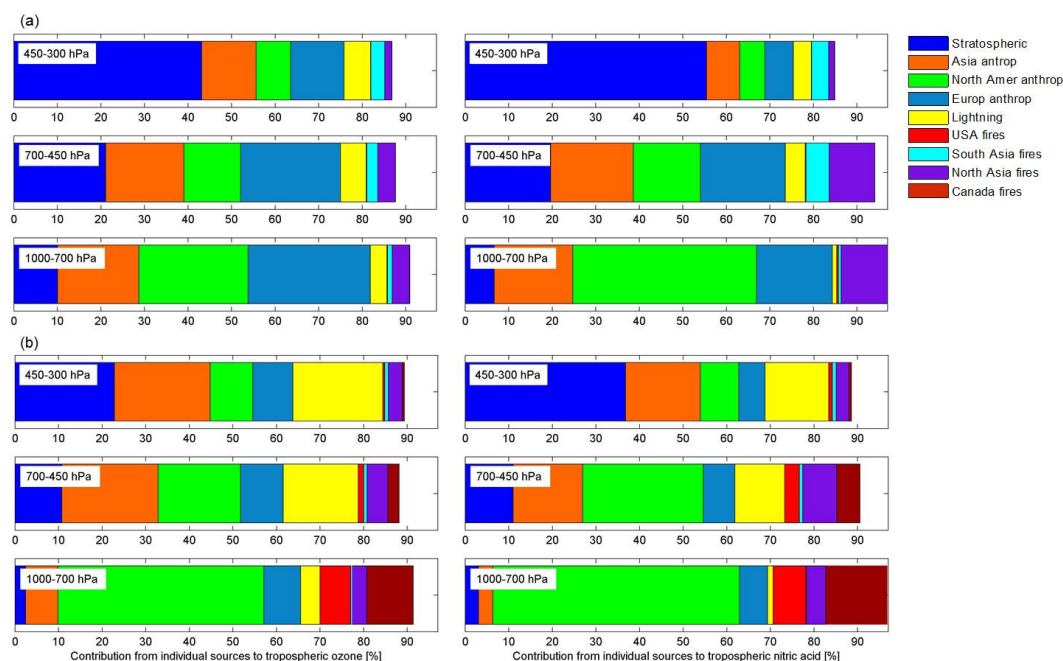 (a)
450-300 hPa
0 10 20 30 40 50 60 70 80 90
450-300 hPa
0 10 20 30 40 50 60 70 80 90
700-450 hPa
0 10 20 30 40 50 60 70 80 90
700-450 hPa
0 10 20 30 40 50 60 70 80 90
1000-700 hPa
0 10 20 30 40 50 60 70 80 90
1000-700 hPa
0 10 20 30 40 50 60 70 80 90
Stratospheric
Asia antrop
North Amer anthrop
Europ anthrop
Lightning
USA fires
South Asia fires
North Asia fires
Canada fires
(b)
450-300 hPa
0 10 20 30 40 50 60 70 80 90
450-300 hPa
0 10 20 30 40 50 60 70 80 90
700-450 hPa
0 10 20 30 40 50 60 70 80 90
700-450 hPa
0 10 20 30 40 50 60 70 80 90
1000-700 hPa
0 10 20 30 40 50 60 70 80 90
Contribution from individual sources to tropospheric ozone [%]
1000-700 hPa
0 10 20 30 40 50 60 70 80 90
Contribution from individual sources to tropospheric nitric acid [%]